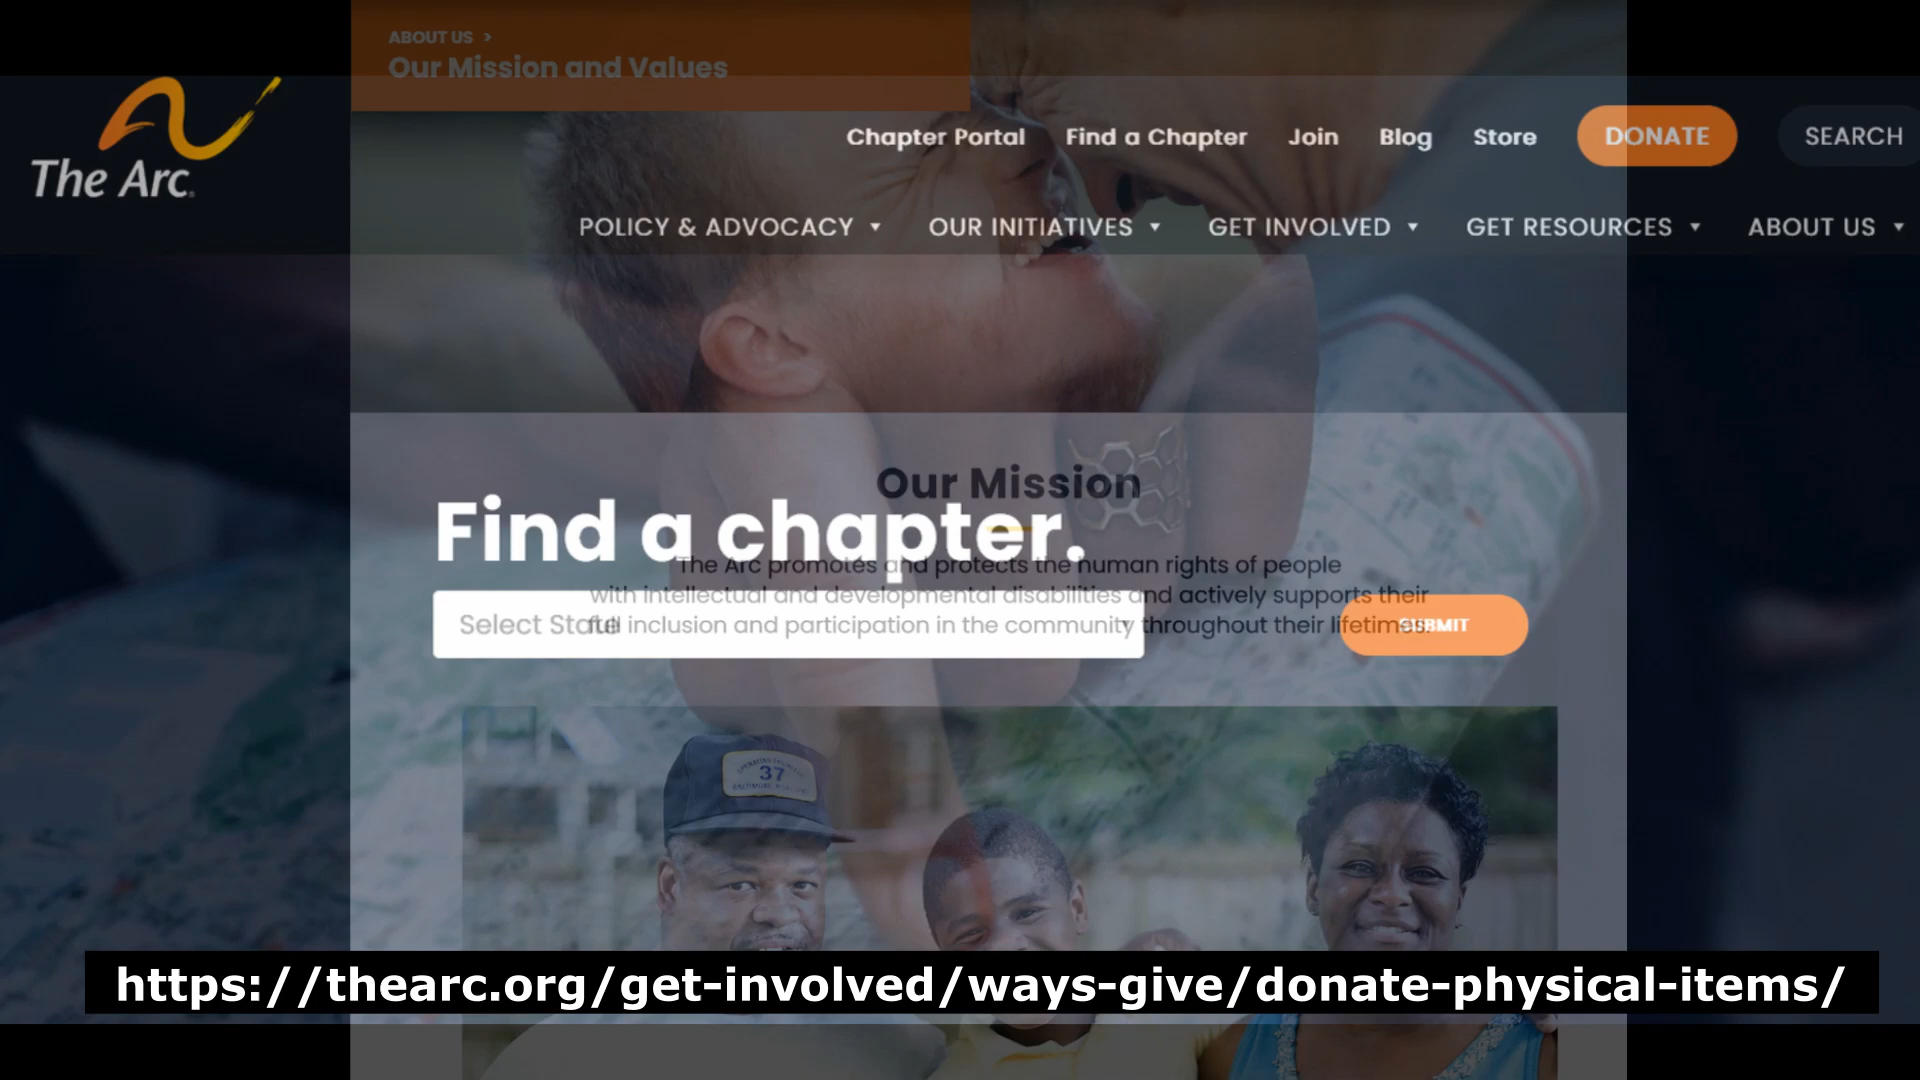 ABOUT US >
Our Mission and Values
The Arc
Chapter Portal Find a Chapter Join Blog Store DONATE SEARCH
POLICY & ADVOCACY ▾ OUR INITIATIVES ▾ GET INVOLVED ▾ GET RESOURCES ▾ ABOUT US ▾
Our Mission
Find a chapter.
The Arc promotes and protects the human rights of people
with intellectual and developmental disabilities and actively supports their
full inclusion and participation in the community throughout their lifetimes.
Select State
SUBMIT
37
https://thearc.org/get-involved/ways-give/donate-physical-items/